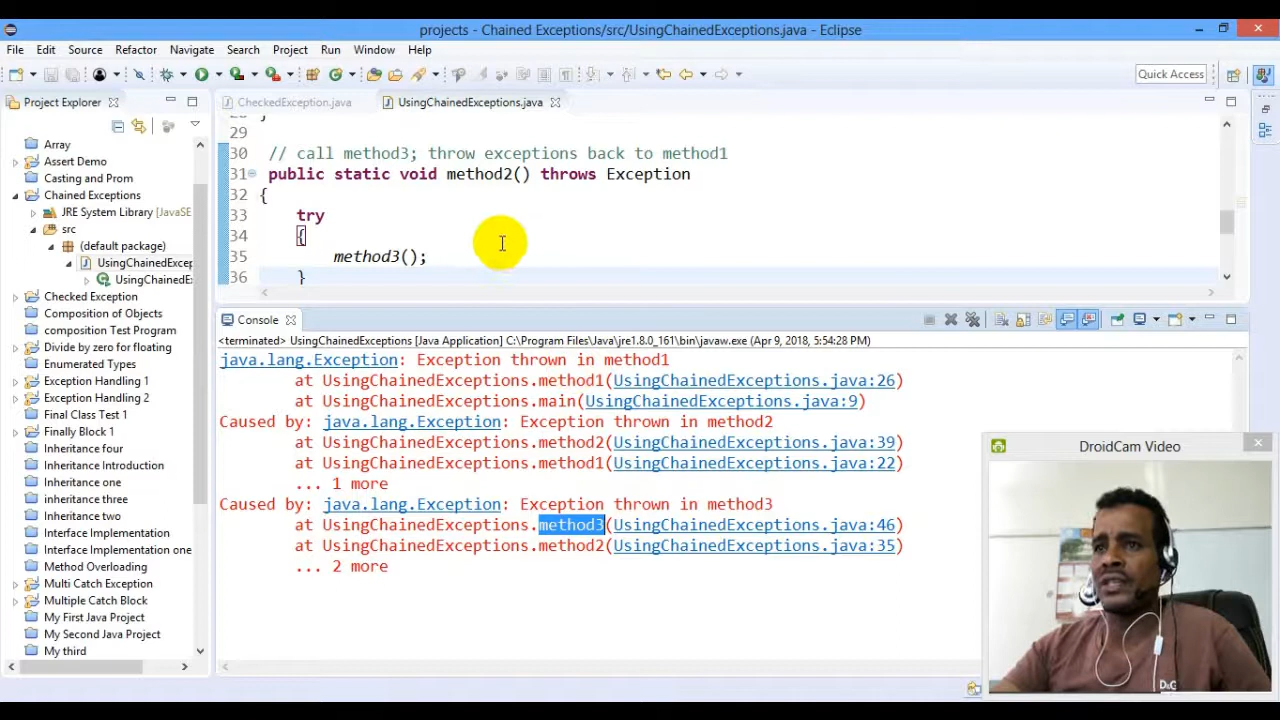 projects - Chained Exceptions/src/UsingChainedExceptions.java - Eclipse
File Edit Source Refactor Navigate Search Project Run Window Help
Quick Access
Project Explorer
CheckedException.java
UsingChainedExceptions.java
Array
Assert Demo
Casting and Prom
Chained Exceptions
JRE System Library [JavaSE
src
(default package)
UsingChainedExcep
UsingChainedEx
Checked Exception
Composition of Objects
composition Test Program
Divide by zero for floating
Enumerated Types
Exception Handling 1
Exception Handling 2
Final Class Test 1
Finally Block 1
Inheritance four
Inheritance Introduction
Inheritance one
inheritance three
Inheritance two
Interface Implementation
Interface Implementation one
Method Overloading
Multi Catch Exception
Multiple Catch Block
My First Java Project
My Second Java Project
My third
29
30 // call method3; throw exceptions back to method1
31 public static void method2() throws Exception
32 {
33 try
34 {
35 method3();
36 }
Console
<terminated> UsingChainedExceptions [Java Application] C:\Program Files\Java\jre1.8.0_161\bin\javaw.exe (Apr 9, 2018, 5:54:28 PM)
java.lang.Exception: Exception thrown in method1
at UsingChainedExceptions.method1(UsingChainedExceptions.java:26)
at UsingChainedExceptions.main(UsingChainedExceptions.java:9)
Caused by: java.lang.Exception: Exception thrown in method2
at UsingChainedExceptions.method2(UsingChainedExceptions.java:39)
at UsingChainedExceptions.method1(UsingChainedExceptions.java:22)
... 1 more
Caused by: java.lang.Exception: Exception thrown in method3
at UsingChainedExceptions.method3(UsingChainedExceptions.java:46)
at UsingChainedExceptions.method2(UsingChainedExceptions.java:35)
... 2 more
DroidCam Video
D&G